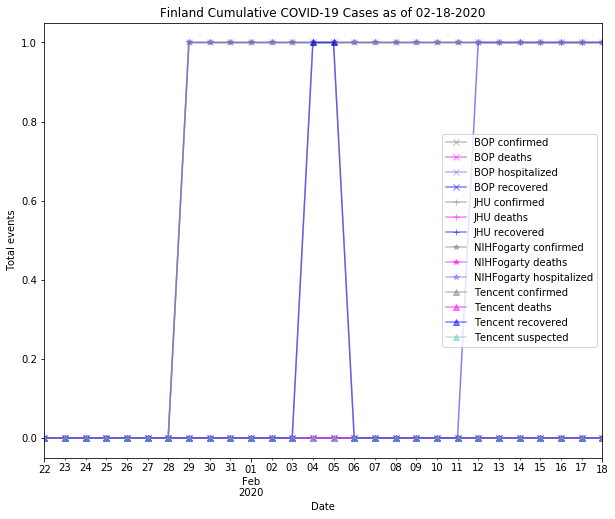 Finland Cumulative COVID-19 Cases as of 02-18-2020
1.0
0.8
0.6
0.4
0.2
0.0
Total events
BOP confirmed
BOP deaths
BOP hospitalized
BOP recovered
JHU confirmed
JHU deaths
JHU recovered
NIHFogarty confirmed
NIHFogarty deaths
NIHFogarty hospitalized
Tencent confirmed
Tencent deaths
Tencent recovered
Tencent suspected
22 23 24 25 26 27 28 29 30 31 01 02 03 04 05 06 07 08 09 10 11 12 13 14 15 16 17 18
Feb
2020
Date